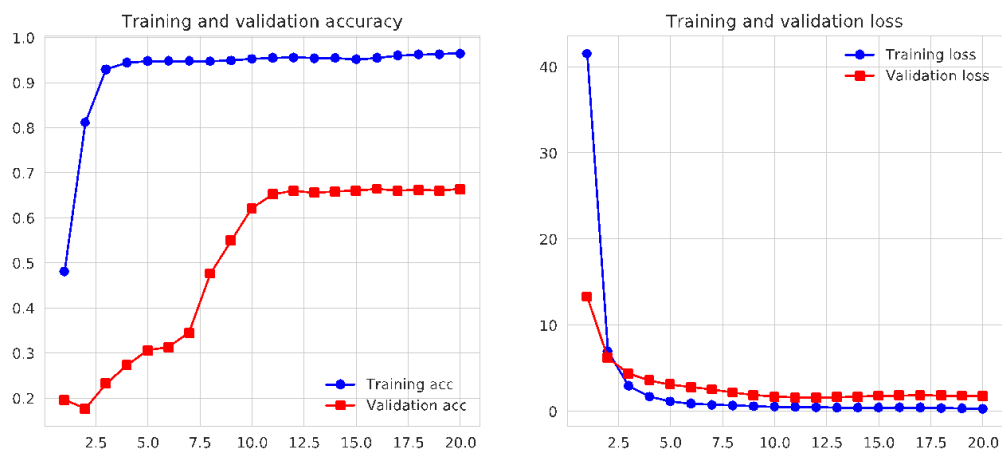 Training and validation accuracy
1.0
0.9
0.8
0.7
0.6
0.5
0.4
0.3
0.2
Training acc
Validation acc
2.5 5.0 7.5 10.0 12.5 15.0 17.5 20.0
Training and validation loss
40
30
20
10
0
Training loss
Validation loss
2.5 5.0 7.5 10.0 12.5 15.0 17.5 20.0